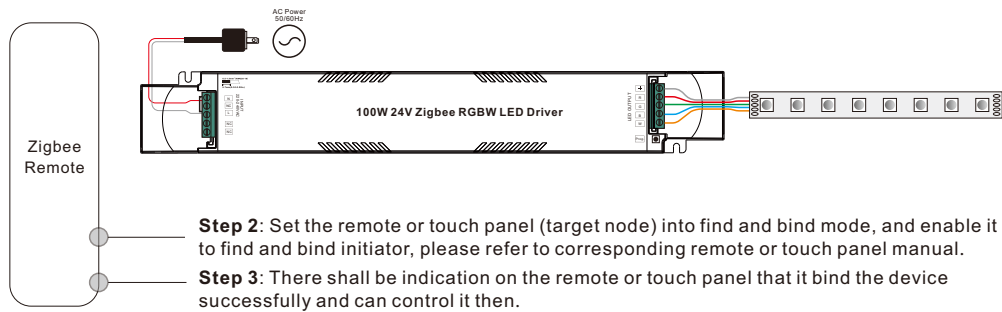 AC Power
50/60Hz
100W 24V Zigbee RGBW LED Driver
LED OUTPUT
Zigbee
Remote
Step 2: Set the remote or touch panel (target node) into find and bind mode, and enable it
to find and bind initiator, please refer to corresponding remote or touch panel manual.
Step 3: There shall be indication on the remote or touch panel that it bind the device
successfully and can control it then.